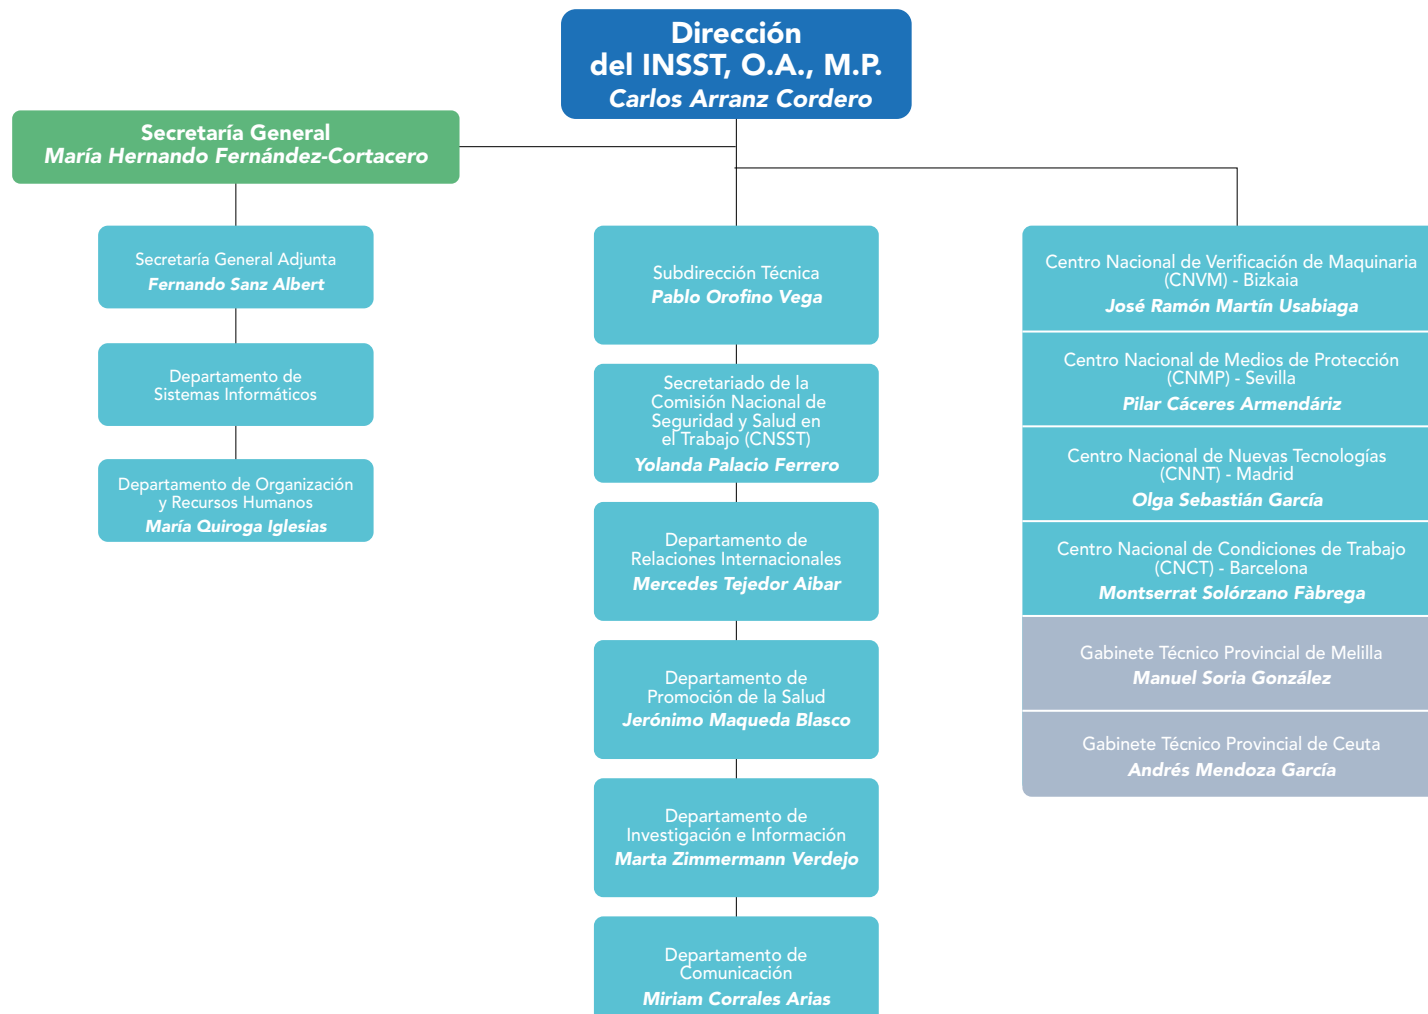 Dirección
del INSST, O.A., M.P.
Carlos Arranz Cordero
Secretaría General
María Hernando Fernández-Cortacero
Secretaría General Adjunta
Fernando Sanz Albert
Departamento de
Sistemas Informáticos
Departamento de Organización
y Recursos Humanos
María Quiroga Iglesias
Subdirección Técnica
Pablo Orofino Vega
Secretariado de la
Comisión Nacional de
Seguridad y Salud en
el Trabajo (CNSST)
Yolanda Palacio Ferrero
Departamento de
Relaciones Internacionales
Mercedes Tejedor Aibar
Departamento de
Promoción de la Salud
Jerónimo Maqueda Blasco
Departamento de
Investigación e Información
Marta Zimmermann Verdejo
Departamento de
Comunicación
Miriam Corrales Arias
Centro Nacional de Verificación de Maquinaria
(CNVM) - Bizkaia
José Ramón Martín Usabiaga
Centro Nacional de Medios de Protección
(CNMP) - Sevilla
Pilar Cáceres Armendáriz
Centro Nacional de Nuevas Tecnologías
(CNNT) - Madrid
Olga Sebastián García
Centro Nacional de Condiciones de Trabajo
(CNCT) - Barcelona
Montserrat Solórzano Fàbrega
Gabinete Técnico Provincial de Melilla
Manuel Soria González
Gabinete Técnico Provincial de Ceuta
Andrés Mendoza García